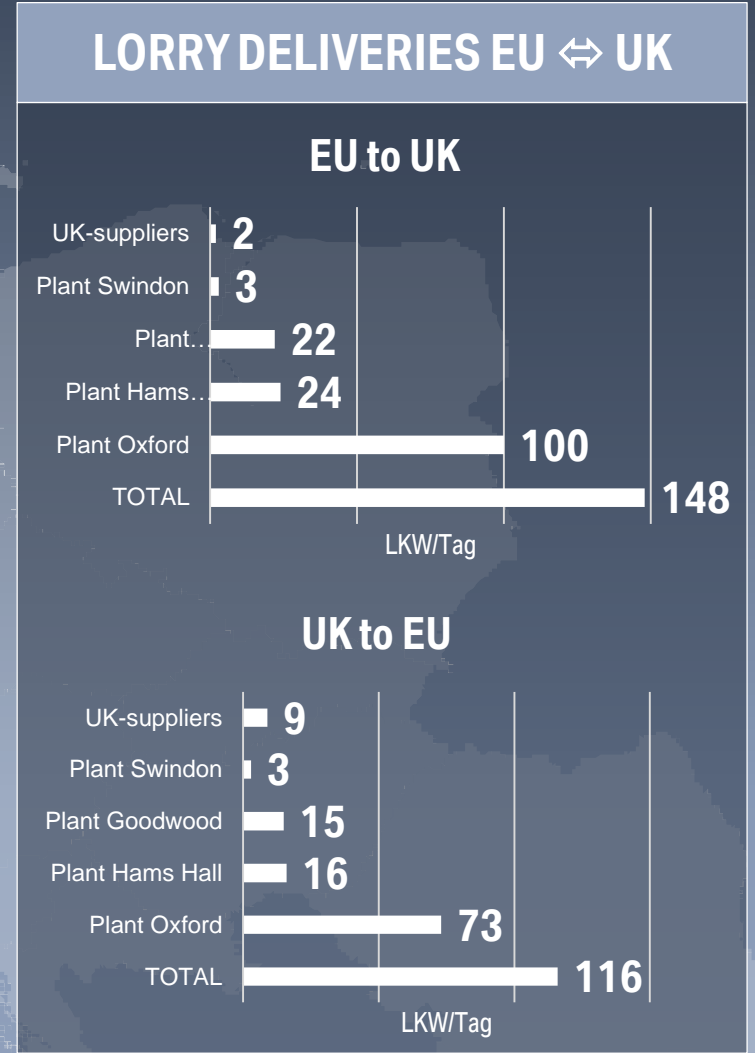 LORRY DELIVERIES EU ⇔ UK
EU to UK
UK-suppliers 2
Plant Swindon 3
Plant… 22
Plant Hams… 24
Plant Oxford 100
TOTAL 148
LKW/Tag
UK to EU
UK-suppliers 9
Plant Swindon 3
Plant Goodwood 15
Plant Hams Hall 16
Plant Oxford 73
TOTAL 116
LKW/Tag